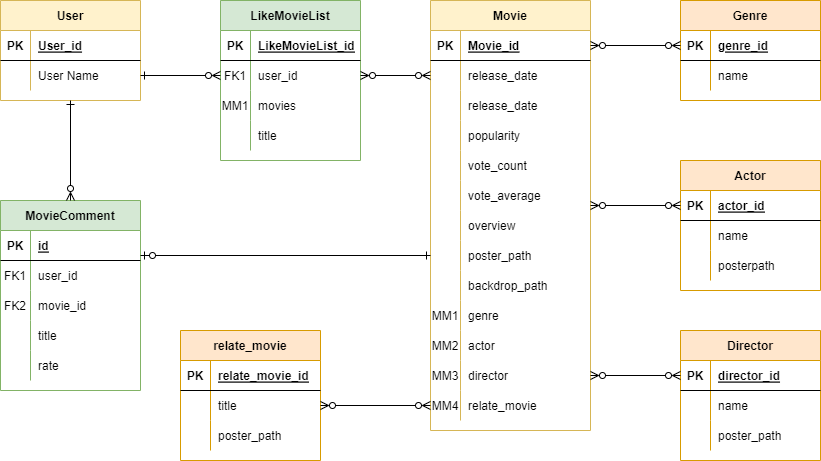 User
PK User_id
User Name
LikeMovieList
PK LikeMovieList_id
FK1 user_id
MM1 movies
title
Movie
PK Movie_id
release_date
release_date
popularity
vote_count
vote_average
overview
poster_path
backdrop_path
MM1 genre
MM2 actor
MM3 director
MM4 relate_movie
Genre
PK genre_id
name
Actor
PK actor_id
name
posterpath
MovieComment
PK id
FK1 user_id
FK2 movie_id
title
rate
relate_movie
PK relate_movie_id
title
poster_path
Director
PK director_id
name
poster_path